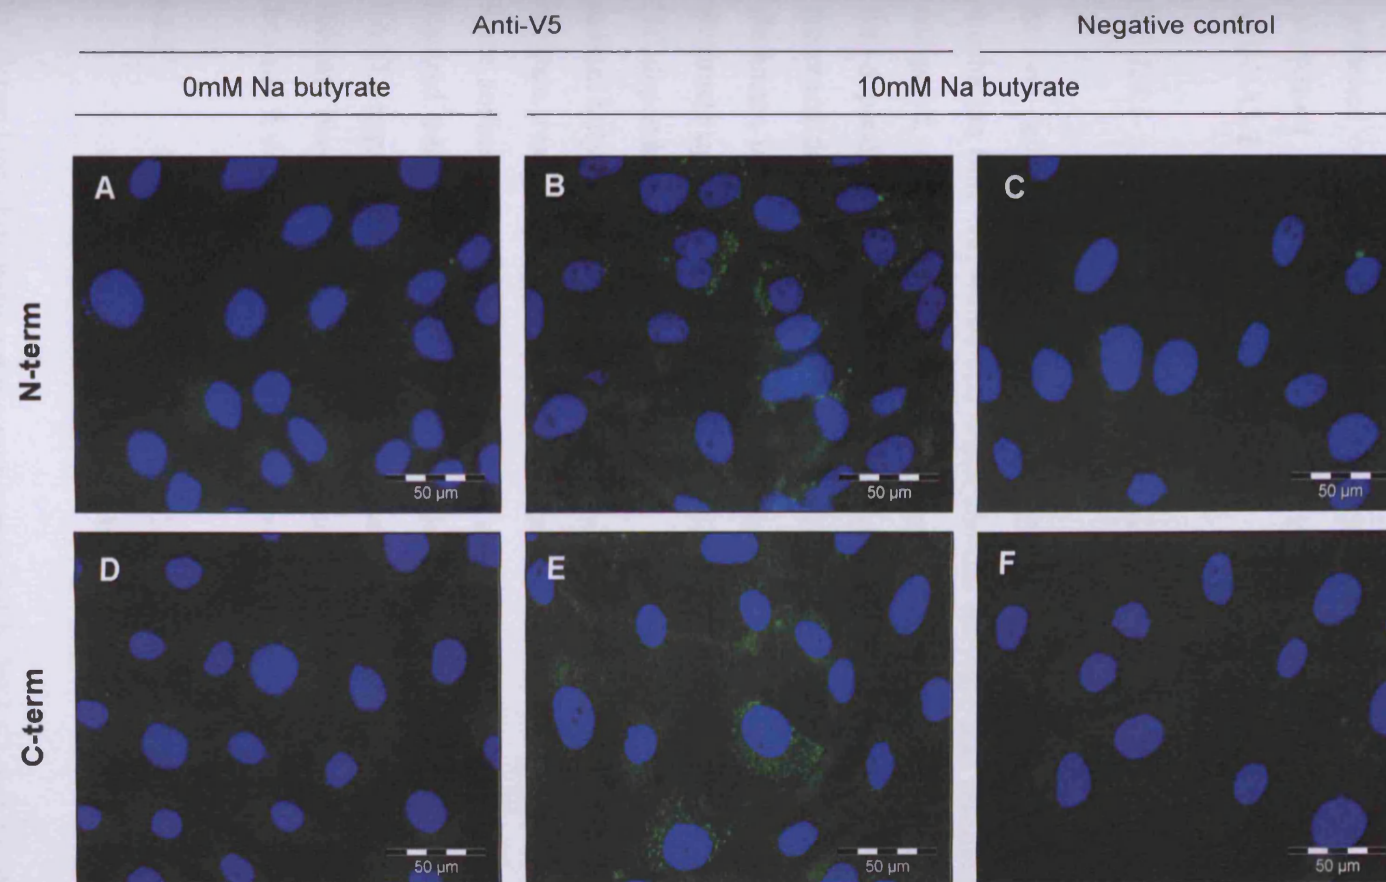 Anti-V5 Negative control
0mM Na butyrate 10mM Na butyrate
N-term
A B C
50 µm 50 µm 50 µm
C-term
D E F
50 µm 50 µm 50 µm